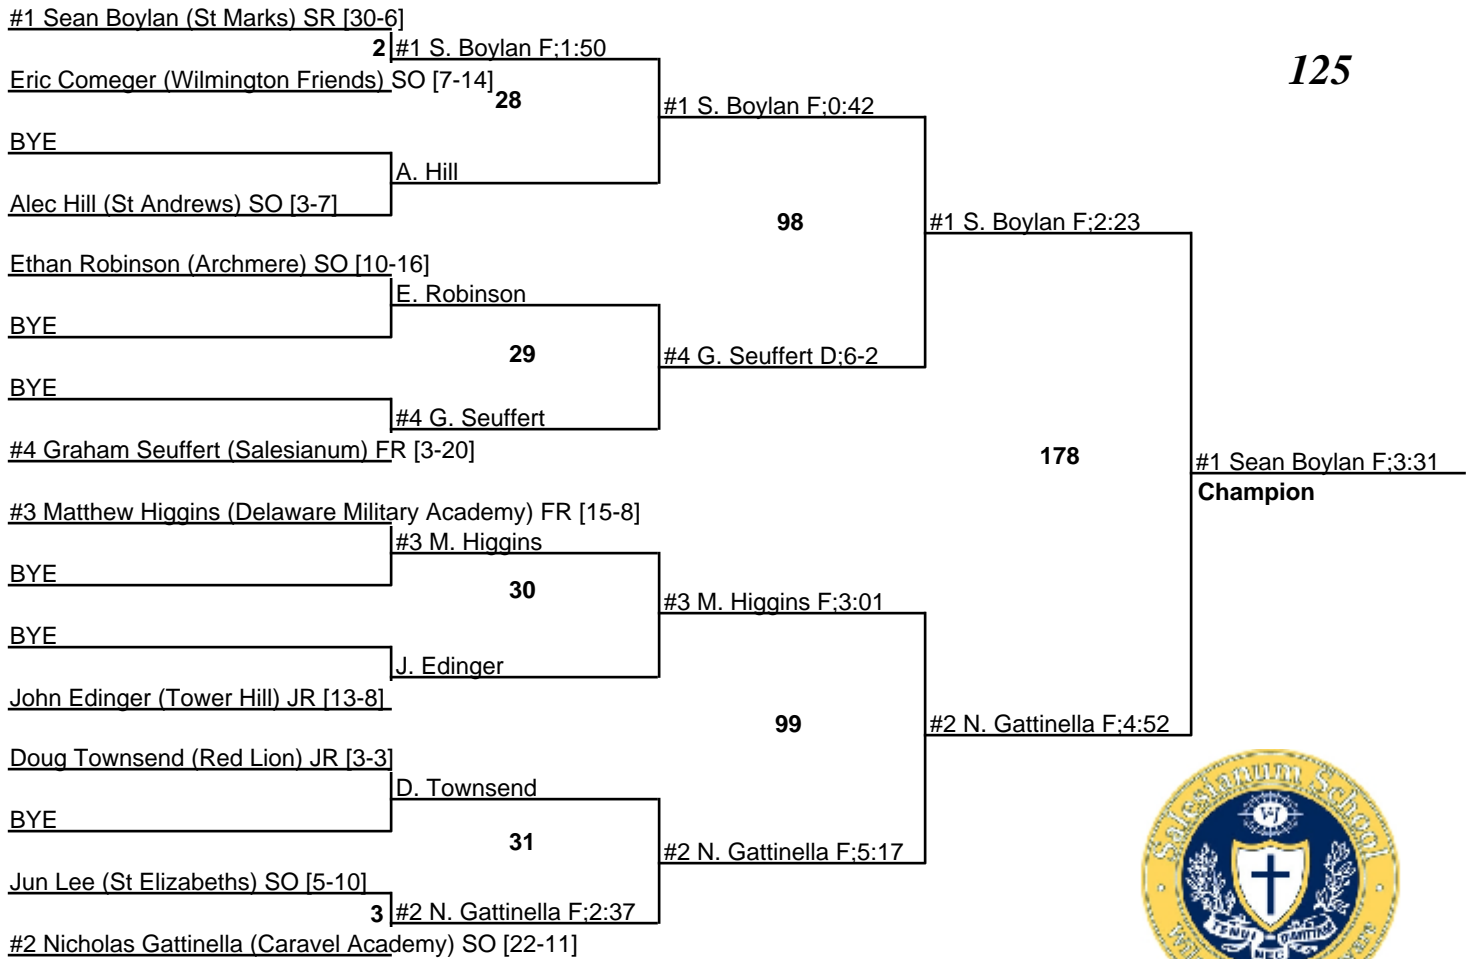 #1 Sean Boylan (St Marks) SR [30-6]
2 #1 S. Boylan F;1:50
125
Eric Comeger (Wilmington Friends) SO [7-14]
28
#1 S. Boylan F;0:42
BYE
A. Hill
Alec Hill (St Andrews) SO [3-7]
98
#1 S. Boylan F;2:23
Ethan Robinson (Archmere) SO [10-16]
E. Robinson
BYE
29
#4 G. Seuffert D;6-2
BYE
#4 G. Seuffert
#4 Graham Seuffert (Salesianum) FR [3-20]
178
#1 Sean Boylan F;3:31
Champion
#3 Matthew Higgins (Delaware Military Academy) FR [15-8]
#3 M. Higgins
BYE
30
#3 M. Higgins F;3:01
BYE
J. Edinger
John Edinger (Tower Hill) JR [13-8]
99
#2 N. Gattinella F;4:52
Doug Townsend (Red Lion) JR [3-3]
D. Townsend
BYE
31
#2 N. Gattinella F;5:17
Jun Lee (St Elizabeths) SO [5-10]
3 #2 N. Gattinella F;2:37
#2 Nicholas Gattinella (Caravel Academy) SO [22-11]
Salesianum School
TENUI
NEC